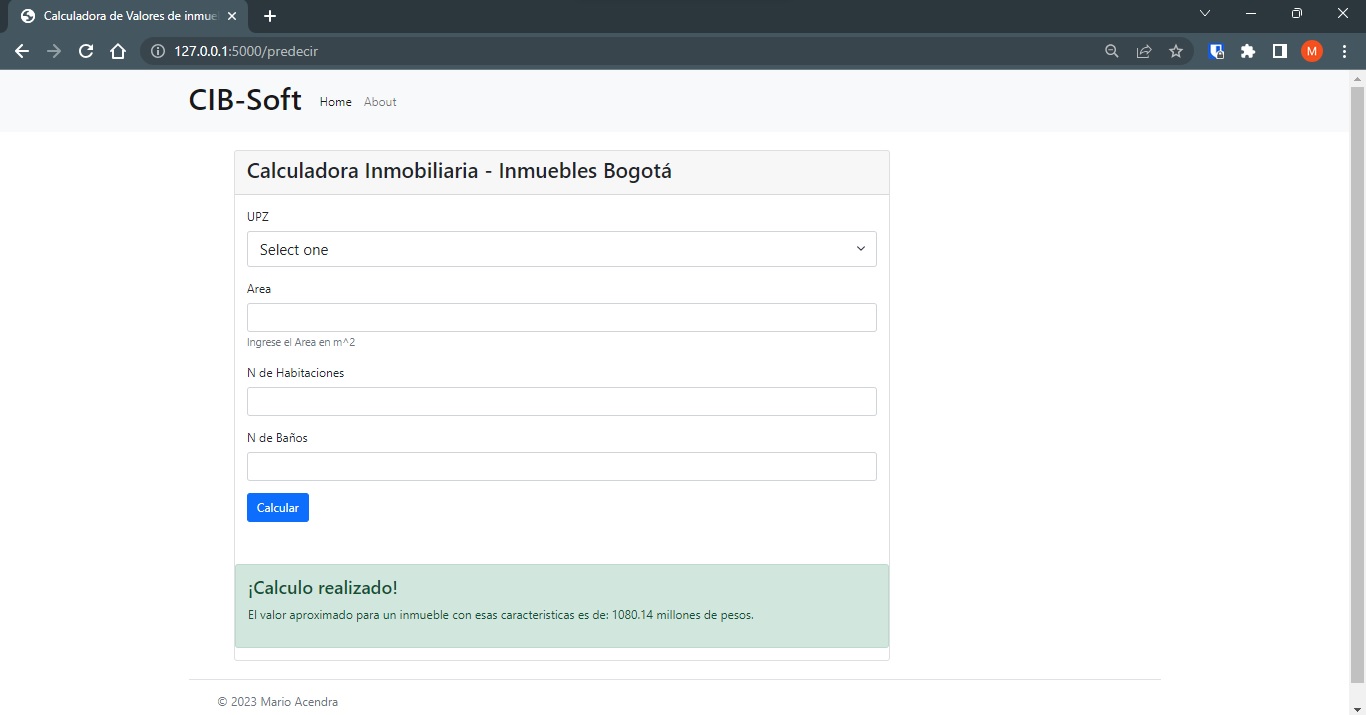 Calculadora de Valores de inmue
127.0.0.1:5000/predecir
M
CIB-Soft Home About
Calculadora Inmobiliaria - Inmuebles Bogotá
UPZ
Select one
Area
Ingrese el Area en m^2
N de Habitaciones
N de Baños
Calcular
¡Calculo realizado!
El valor aproximado para un inmueble con esas caracteristicas es de: 1080.14 millones de pesos.
© 2023 Mario Acendra